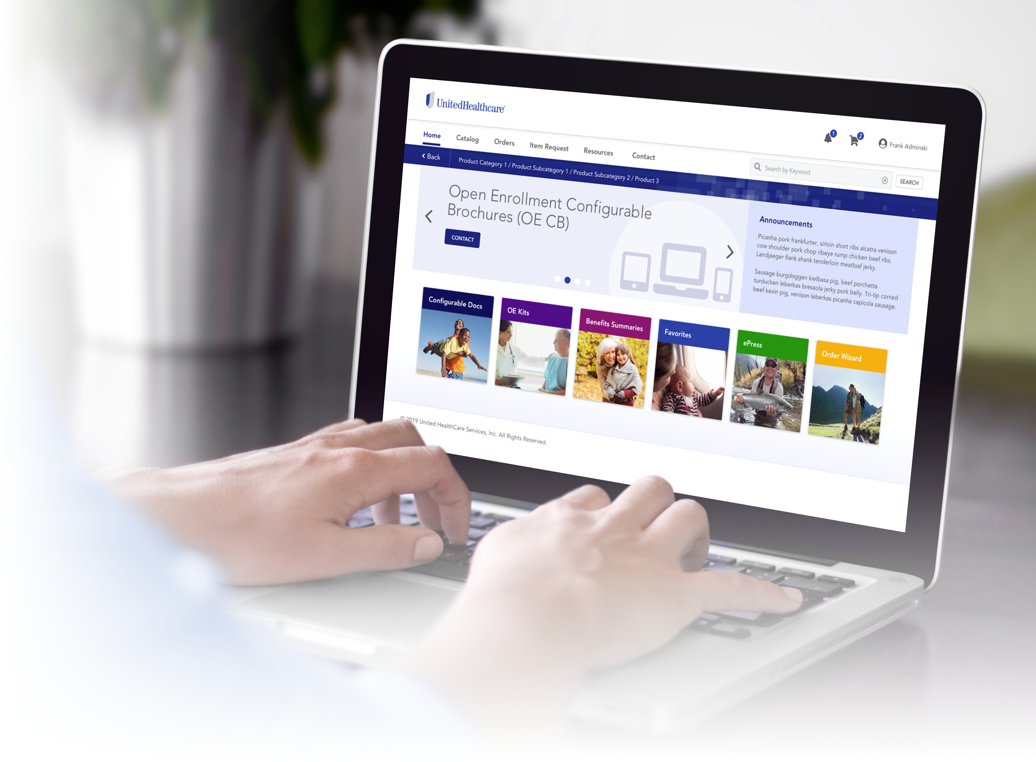 UnitedHealthcare®
1
2
Frank Adminski
Home
Catalog
Orders
Item Request
Resources
Contact
Search by Keyword
SEARCH
Back
Product Category 1 / Product Subcategory 1 / Product Subcategory 2 / Product 3
Open Enrollment Configurable
Brochures (OE CB)
CONTACT
Announcements
Picanha pork frankfurter, sirloin short ribs alcatra venison
cow shoulder pork chop ribeye rump chicken beef ribs.
Landjaeger flank shank tenderloin meatloaf jerky.
Sausage burgdoggen kielbasa pig, beef porchetta
turducken leberkas bresaola jerky pork belly. Tri-tip corned
beef kevin pig, venison leberkas picanha capicola sausage.
Configurable Docs
OE Kits
Benefits Summaries
Favorites
ePress
Order Wizard
© 2019 United HealthCare Services, Inc. All Rights Reserved.